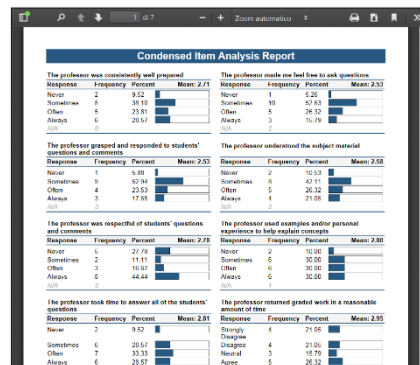 1 di 7
Zoom automatico
Condensed Item Analysis Report
The professor was consistently well prepared
Response Frequency Percent Mean: 2.71
Never 2 9.52
Sometimes 8 38.10
Often 5 23.81
Always 6 28.57
N/A 0
The professor made me feel free to ask questions
Response Frequency Percent Mean: 2.53
Never 1 5.26
Sometimes 10 52.63
Often 5 26.32
Always 3 15.79
N/A 2
The professor grasped and responded to students'
questions and comments
Response Frequency Percent Mean: 2.53
Never 1 5.88
Sometimes 9 52.94
Often 4 23.53
Always 3 17.65
N/A 3
The professor understood the subject material
Response Frequency Percent Mean: 2.58
Never 2 10.53
Sometimes 8 42.11
Often 5 26.32
Always 4 21.05
N/A 2
The professor was respectful of students' questions
and comments
Response Frequency Percent Mean: 2.78
Never 5 27.78
Sometimes 2 11.11
Often 3 16.67
Always 8 44.44
N/A 3
The professor used examples and/or personal
experience to help explain concepts
Response Frequency Percent Mean: 2.80
Never 2 10.00
Sometimes 6 30.00
Often 6 30.00
Always 6 30.00
N/A 1
The professor took time to answer all of the students'
questions
Response Frequency Percent Mean: 2.81
Never 2 9.52
Sometimes 6 28.57
Often 7 33.33
Always 6 28.57
The professor returned graded work in a reasonable
amount of time
Response Frequency Percent Mean: 2.95
Strongly
Disagree 4 21.05
Disagree 4 21.05
Neutral 3 15.79
Agree 5 26.32